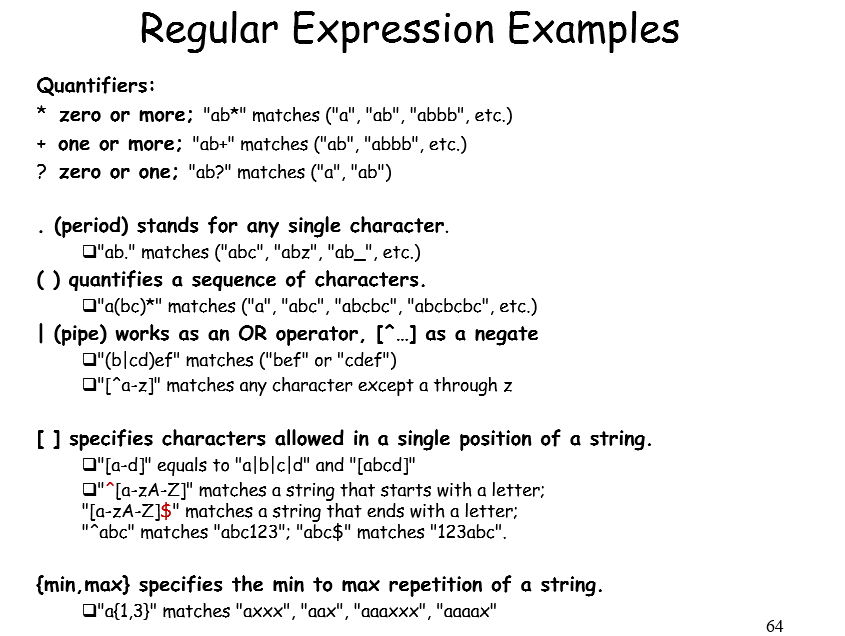 Regular Expression Examples
Quantifiers:
* zero or more; "ab*" matches ("a", "ab", "abbb", etc.)
+ one or more; "ab+" matches ("ab", "abbb", etc.)
? zero or one; "ab?" matches ("a", "ab")
. (period) stands for any single character.
❑"ab." matches ("abc", "abz", "ab_", etc.)
( ) quantifies a sequence of characters.
❑"a(bc)*" matches ("a", "abc", "abcbc", "abcbcbc", etc.)
| (pipe) works as an OR operator, [^…] as a negate
❑"(b|cd)ef" matches ("bef" or "cdef")
❑"[^a-z]" matches any character except a through z
[ ] specifies characters allowed in a single position of a string.
❑"[a-d]" equals to "a|b|c|d" and "[abcd]"
❑"^[a-zA-Z]" matches a string that starts with a letter;
"[a-zA-Z]$" matches a string that ends with a letter;
"^abc" matches "abc123"; "abc$" matches "123abc".
{min,max} specifies the min to max repetition of a string.
❑"a{1,3}" matches "axxx", "aax", "aaaxxx", "aaaax"
64